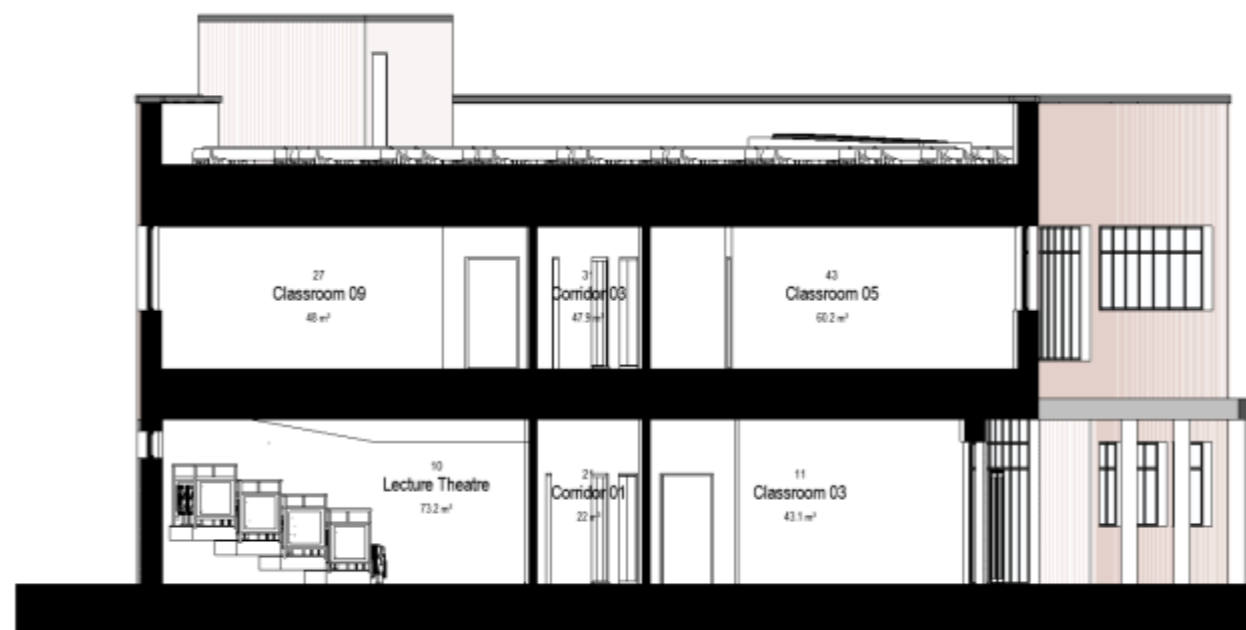 27
Classroom 09
48 m²
31
Corridor 03
47.9 m²
43
Classroom 05
60.2 m²
10
Lecture Theatre
73.2 m²
21
Corridor 01
22 m²
11
Classroom 03
43.1 m²